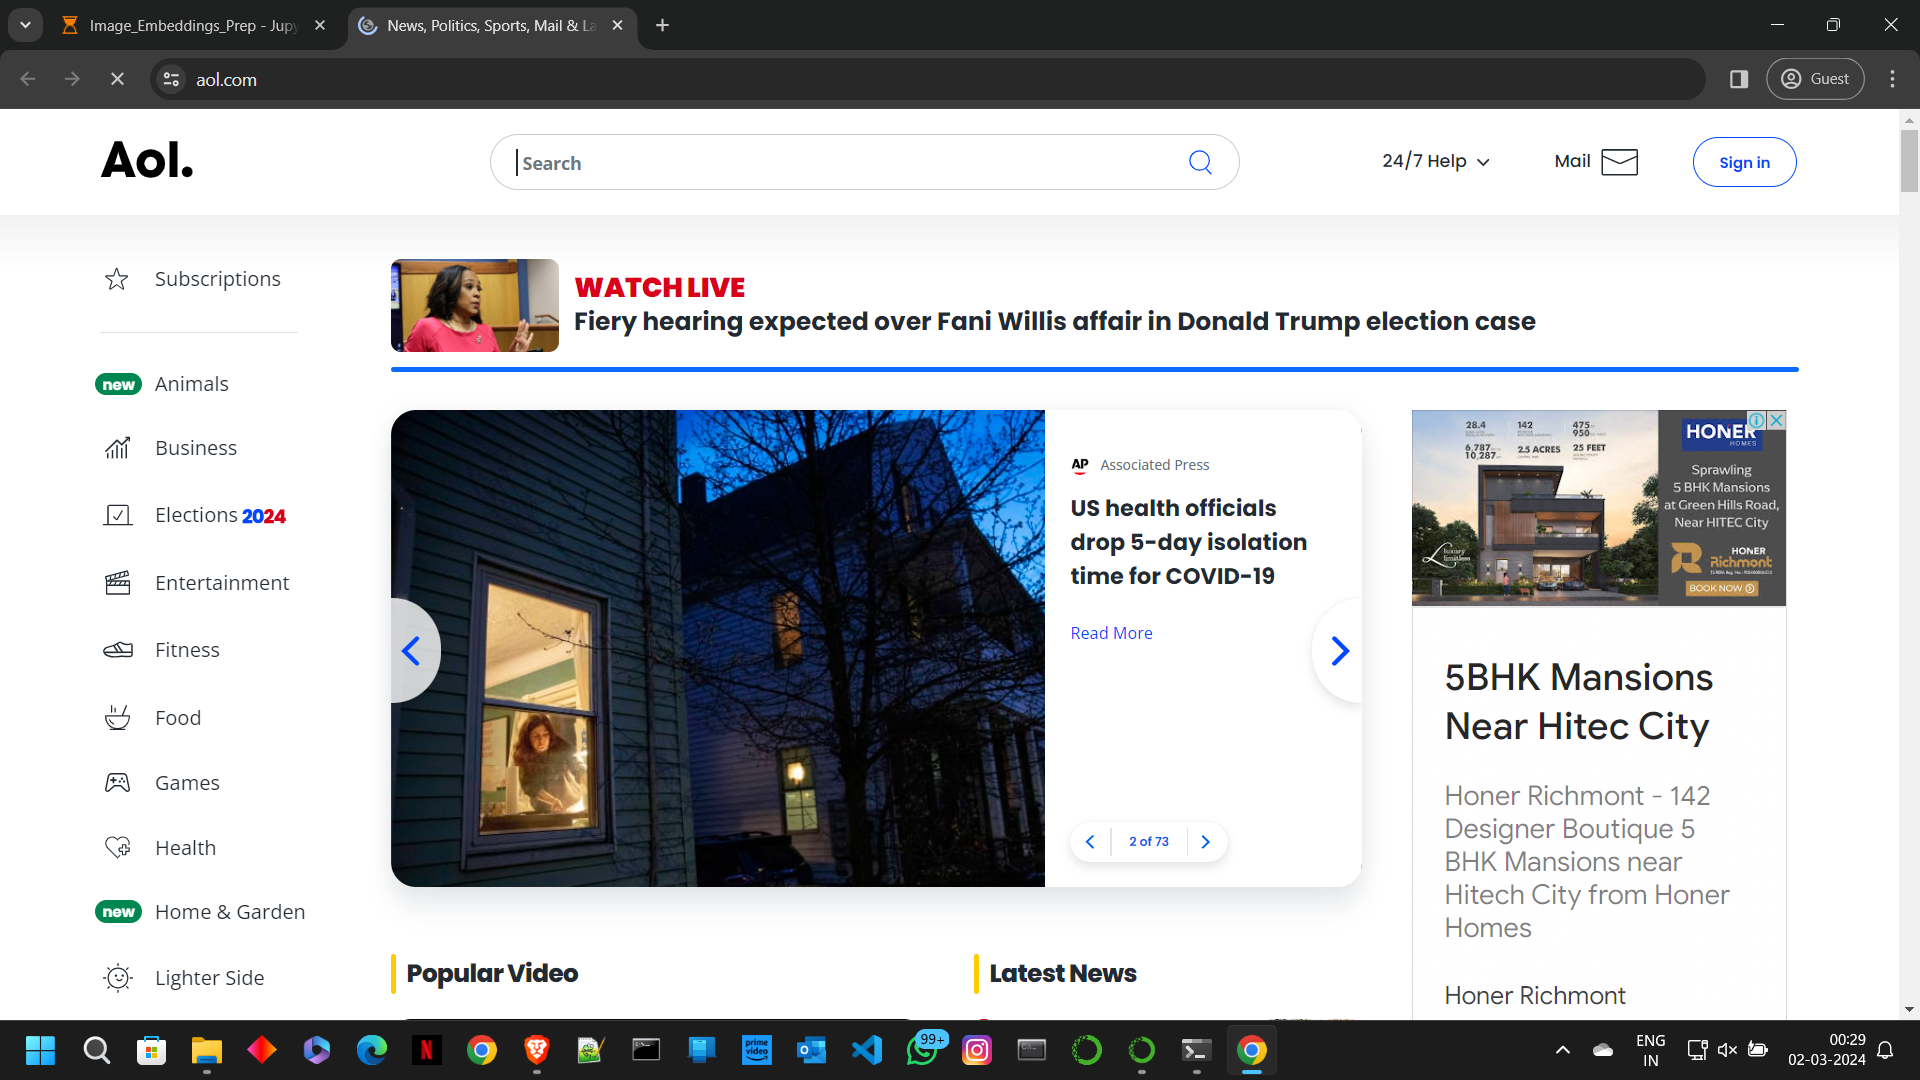 Image_Embeddings_Prep - Jupy
News, Politics, Sports, Mail & La
aol.com
Guest
Aol.
Search
24/7 Help
Mail
Sign in
Subscriptions
WATCH LIVE
Fiery hearing expected over Fani Willis affair in Donald Trump election case
new Animals
Business
Elections 2024
Entertainment
Fitness
Food
Games
Health
new Home & Garden
Lighter Side
AP Associated Press
US health officials
drop 5-day isolation
time for COVID-19
Read More
2 of 73
28.4
142
475
950
6,787
10,287
2.5 ACRES
25 FEET
HONER
HOMES
Sprawling
5 BHK Mansions
at Green Hills Road,
Near HITEC City
Luxury
limitless
HONER
Richmont
BOOK NOW
5BHK Mansions
Near Hitec City
Honer Richmont - 142
Designer Boutique 5
BHK Mansions near
Hitech City from Honer
Homes
Honer Richmont
Popular Video
Latest News
prime
video
99+
ENG
IN
00:29
02-03-2024